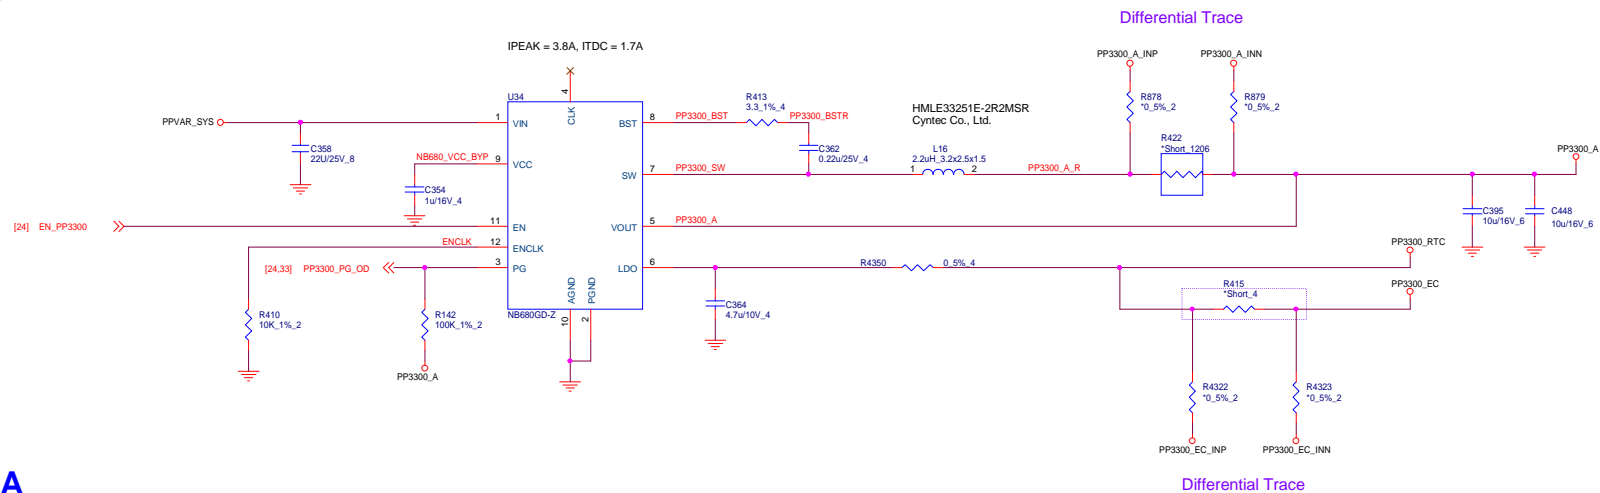 Differential Trace
IPEAK = 3.8A, ITDC = 1.7A
PP3300_A_INP
PP3300_A_INN
U34
4
CLK
R413
3.3_1%_4
HMLE33251E-2R2MSR
Cyntec Co., Ltd.
R878
*0_5%_2
R879
*0_5%_2
PPVAR_SYS
1
VIN
BST
8
PP3300_BST
PP3300_BSTR
C358
22U/25V_8
NB680_VCC_BYP
9
VCC
C362
0.22u/25V_4
L16
2.2uH_3.2x2.5x1.5
R422
*Short_1206
PP3300_A
SW
7
PP3300_SW
1
2
PP3300_A_R
C354
1u/16V_4
C395
10u/16V_6
C448
10u/16V_6
[24] EN_PP3300
11
EN
VOUT
5
PP3300_A
ENCLK
12
ENCLK
PP3300_RTC
[24,33] PP3300_PG_OD
3
PG
LDO
6
R4350
0_5%_4
AGND
PGND
R415
*Short_4
PP3300_EC
C364
4.7u/10V_4
R410
10K_1%_2
R142
100K_1%_2
NB680GD-Z
10
2
PP3300_A
R4322
*0_5%_2
R4323
*0_5%_2
PP3300_EC_INP
PP3300_EC_INN
A
Differential Trace